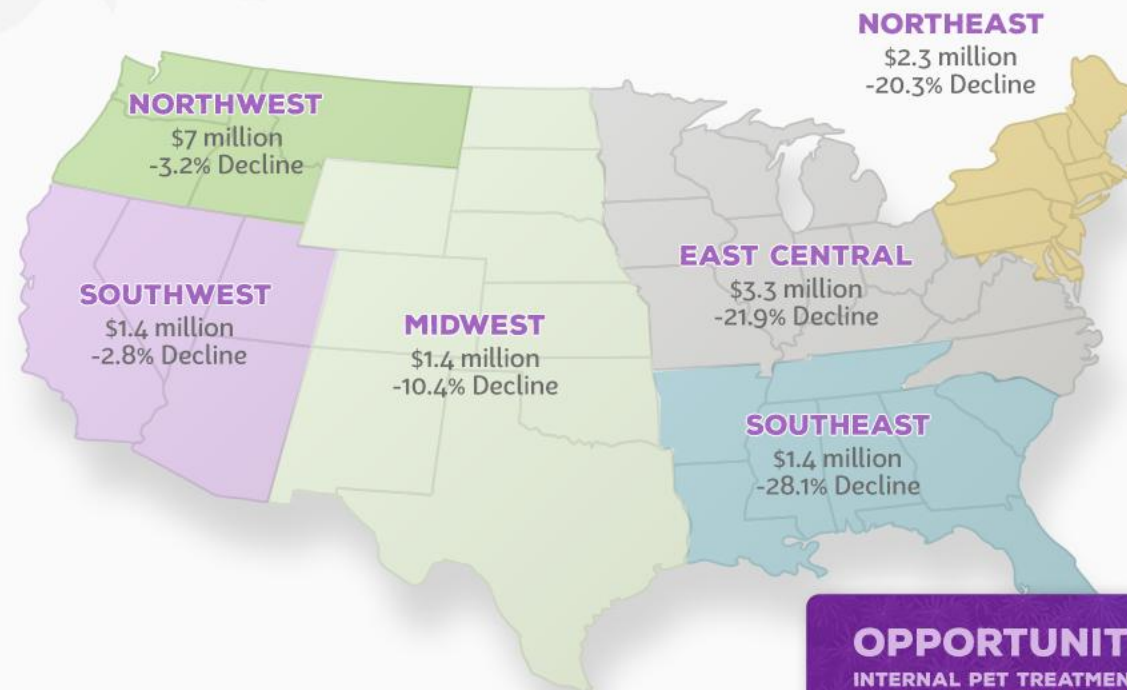 NORTHEAST
$2.3 million
-20.3% Decline
NORTHWEST
$7 million
-3.2% Decline
EAST CENTRAL
$3.3 million
-21.9% Decline
SOUTHWEST
$1.4 million
-2.8% Decline
MIDWEST
$1.4 million
-10.4% Decline
SOUTHEAST
$1.4 million
-28.1% Decline
OPPORTUNIT
INTERNAL PET TREATMEN